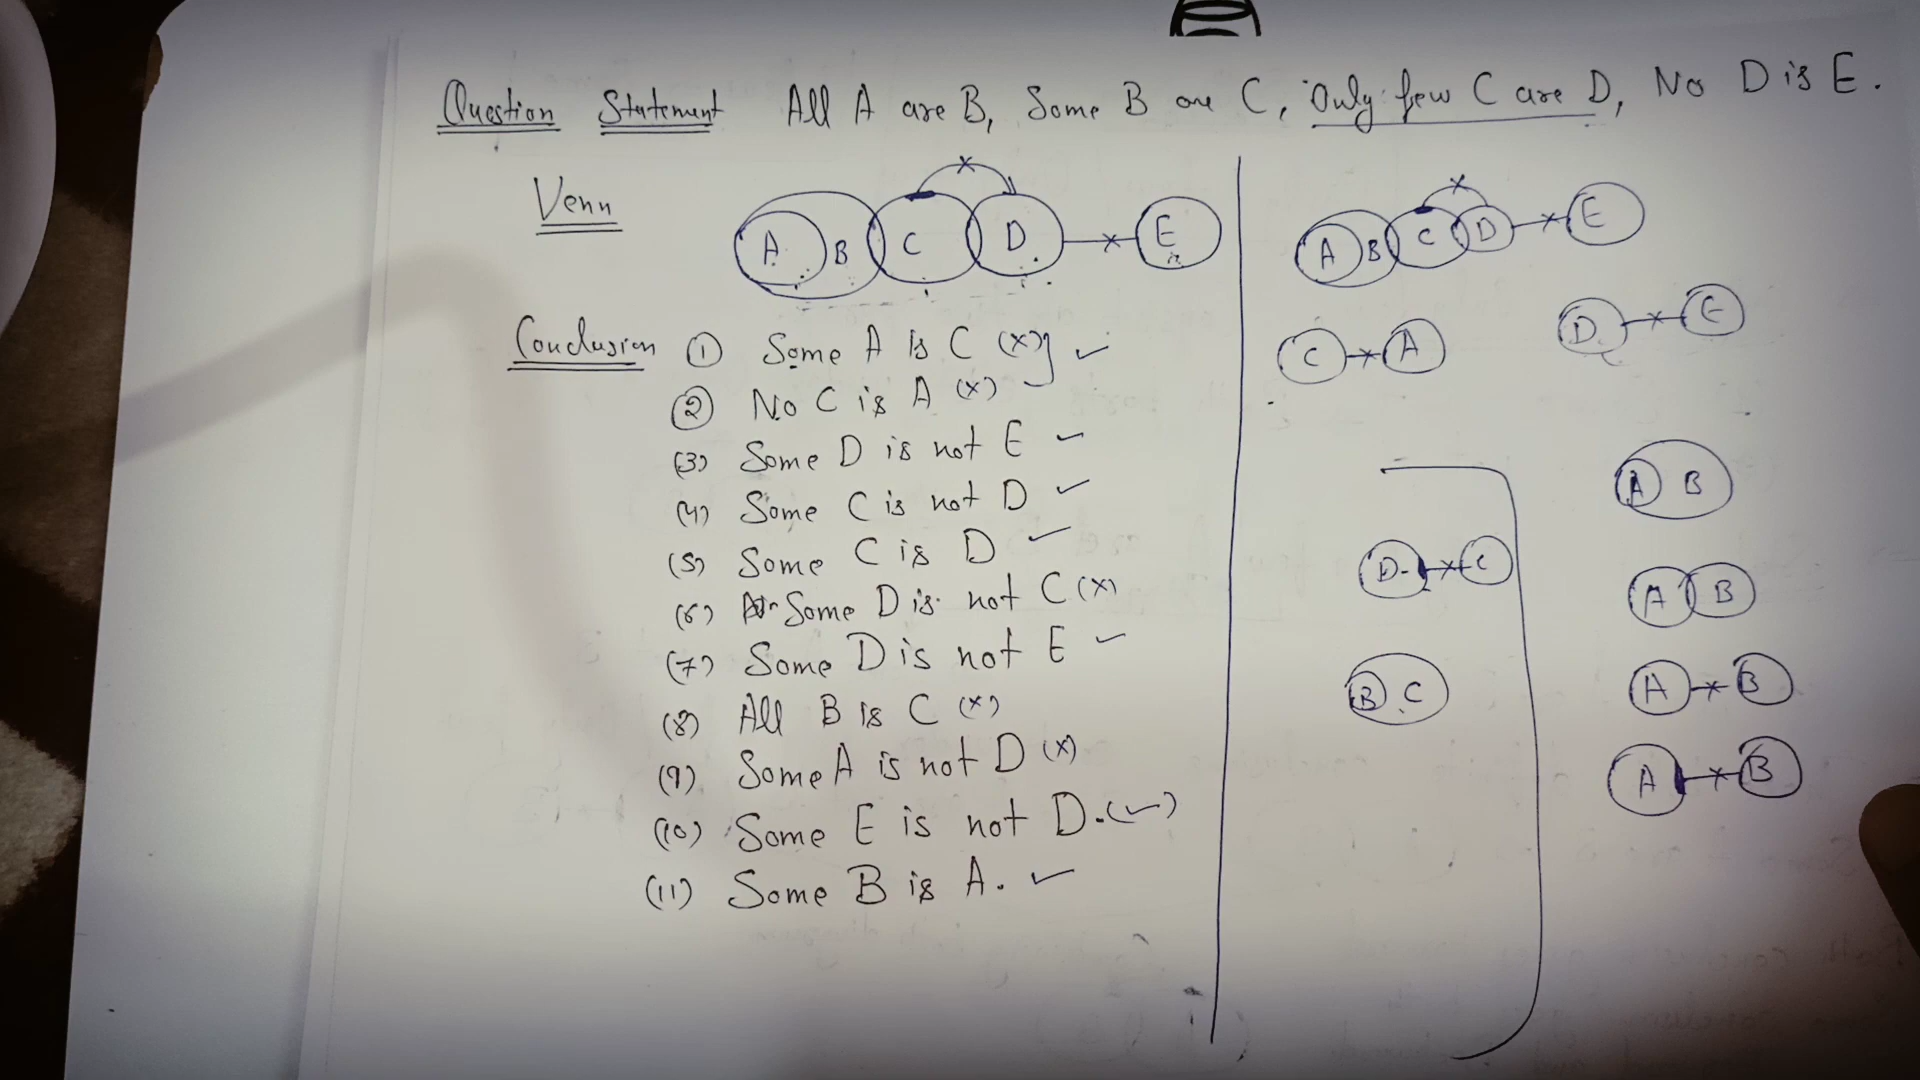 Question Statement All A are B, Some B are C, Only few C are D, No D is E.
Venn
A B C D E
A B C D E
Conclusion (1) Some A is C (x)] ✓
(2) No C is A (x)
(3) Some D is not E ✓
(4) Some C is not D ✓
(5) Some C is D ✓
(6) Some D is not C (x)
(7) Some D is not E ✓
(8) All B is C (x)
(9) Some A is not D (x)
(10) Some E is not D. (✓)
(11) Some B is A. ✓
C A
D E
A B
D C
A B
B C
A B
A B